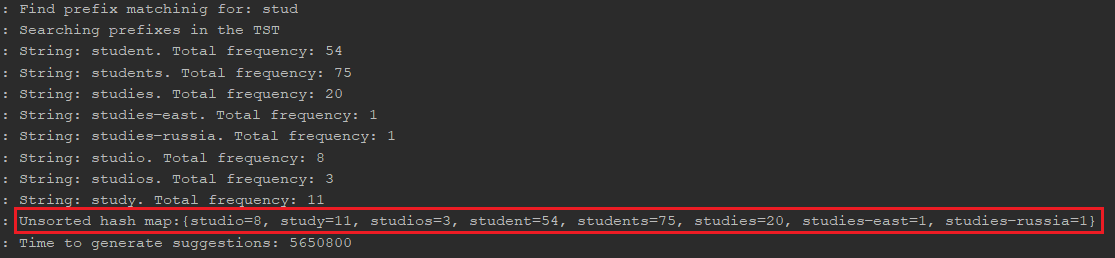 : Find prefix matchinig for: stud
: Searching prefixes in the TST
: String: student. Total frequency: 54
: String: students. Total frequency: 75
: String: studies. Total frequency: 20
: String: studies-east. Total frequency: 1
: String: studies-russia. Total frequency: 1
: String: studio. Total frequency: 8
: String: studios. Total frequency: 3
: String: study. Total frequency: 11
: Unsorted hash map:{studio=8, study=11, studios=3, student=54, students=75, studies=20, studies-east=1, studies-russia=1}
: Time to generate suggestions: 5650800